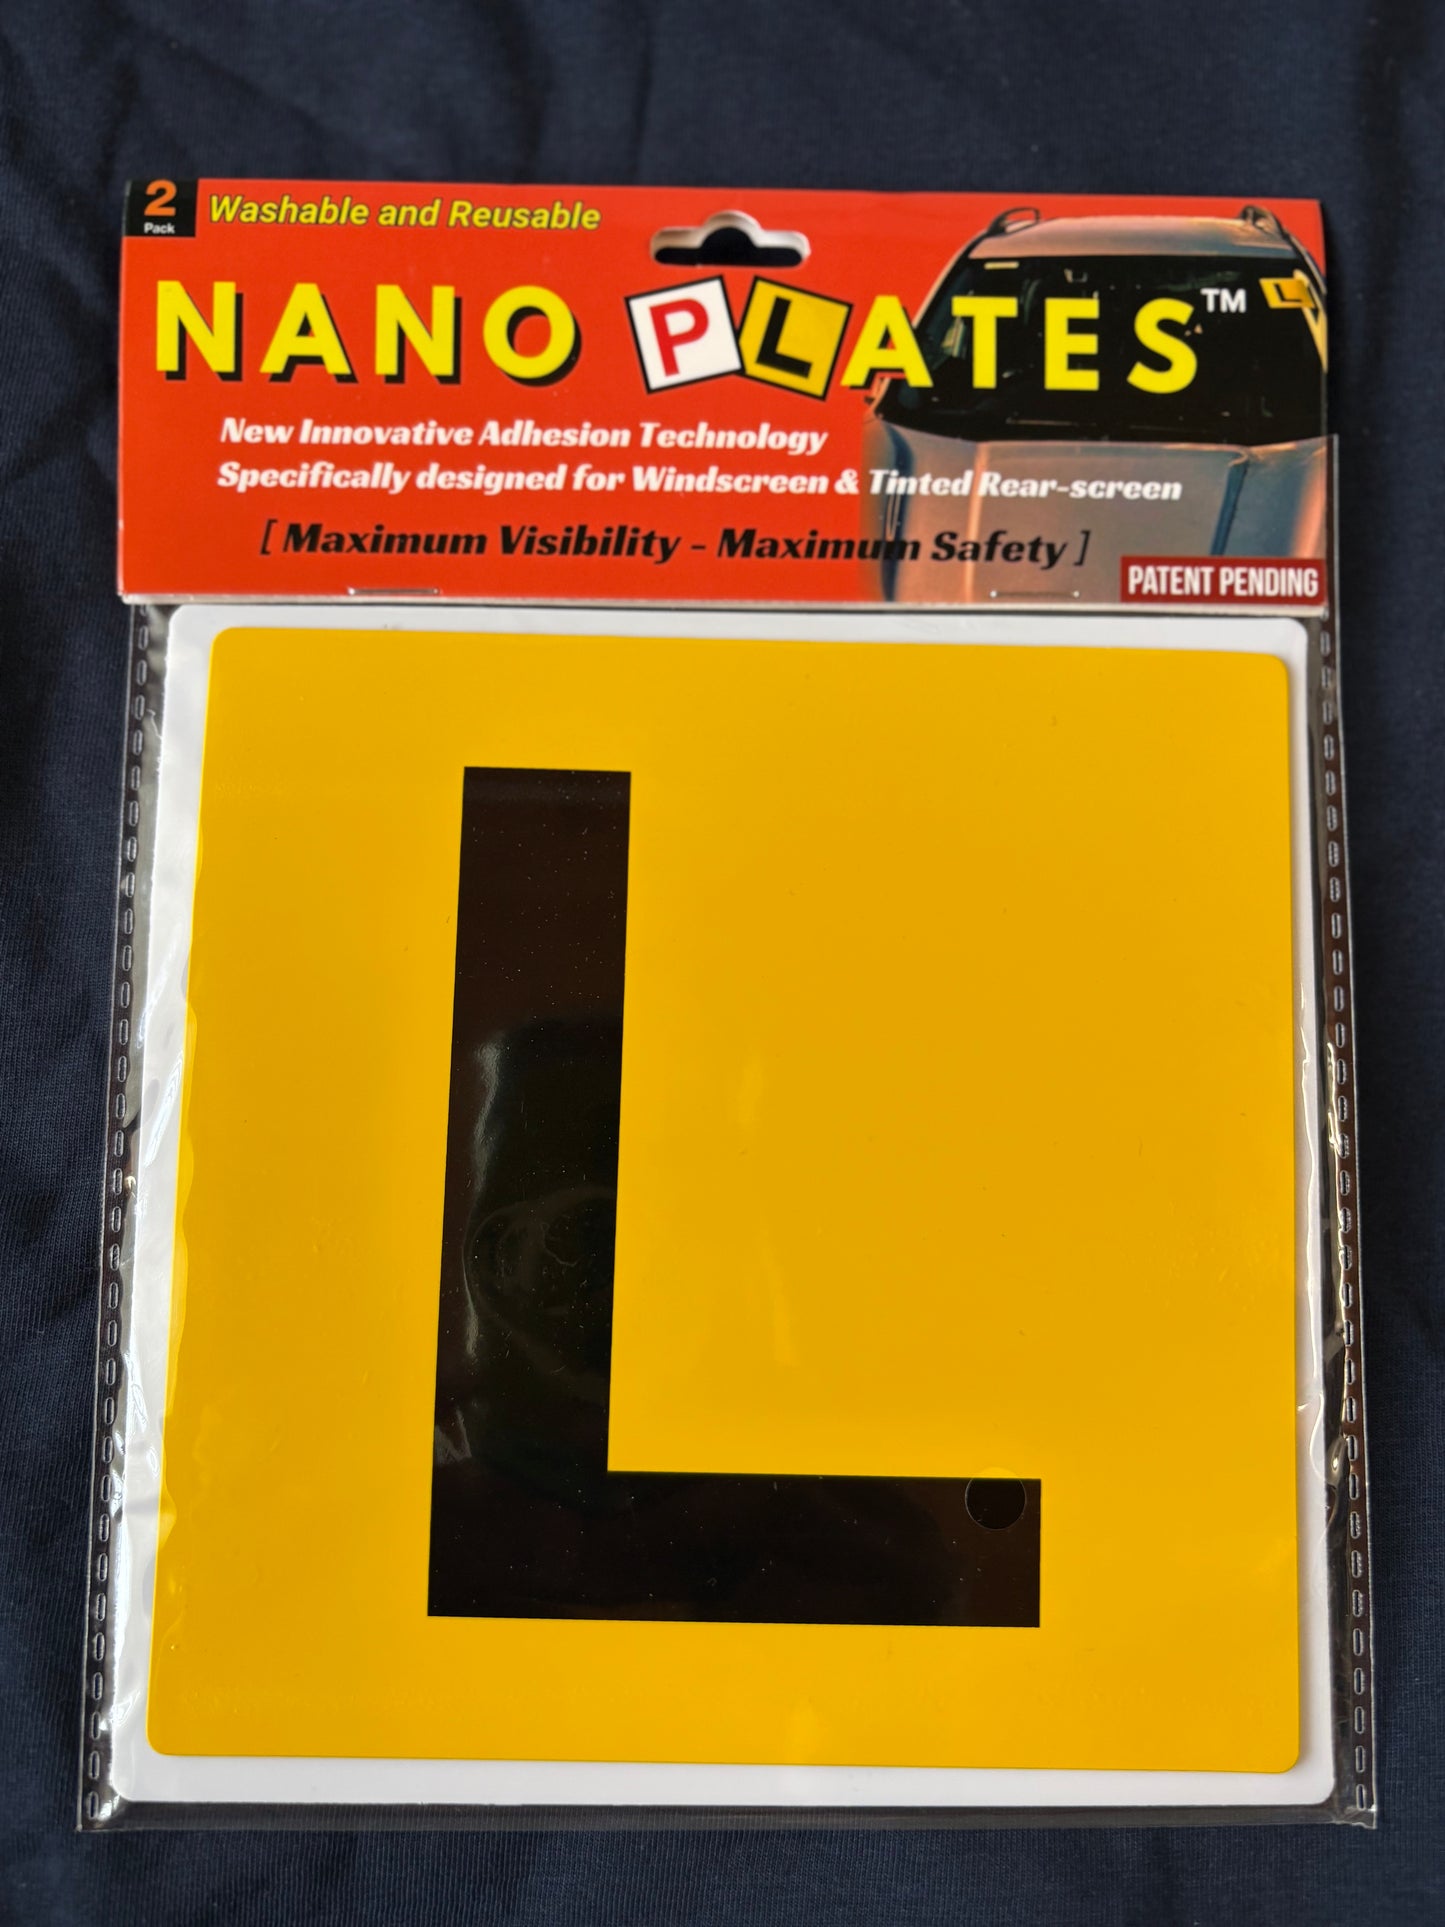 2
Pack
Washable and Reusable
NANO PLATES™
L
New Innovative Adhesion Technology
Specifically designed for Windscreen & Tinted Rear-screen
[ Maximum Visibility - Maximum Safety ]
PATENT PENDING
L